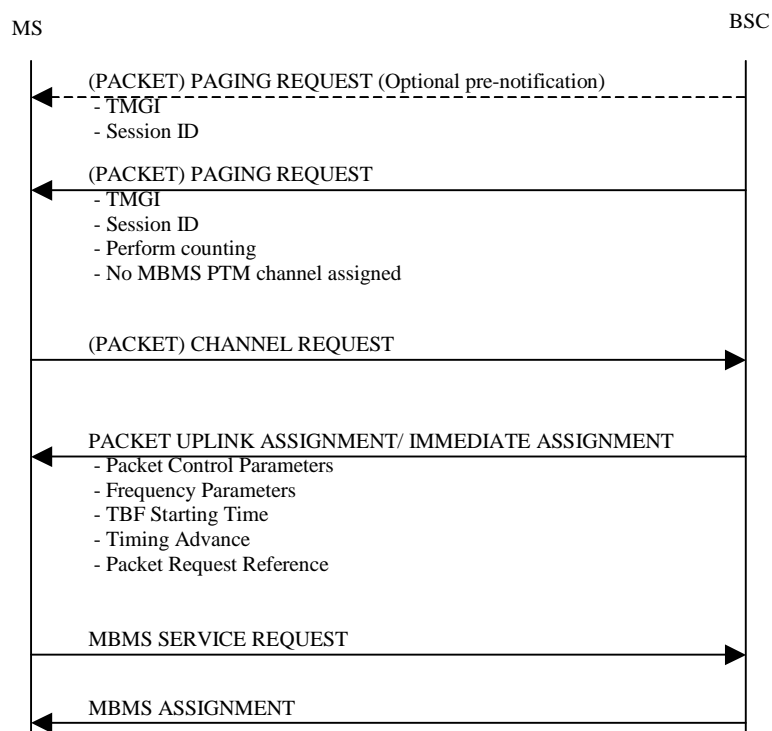 MS
BSC
(PACKET) PAGING REQUEST (Optional pre-notification)
- TMGI
- Session ID
(PACKET) PAGING REQUEST
- TMGI
- Session ID
- Perform counting
- No MBMS PTM channel assigned
(PACKET) CHANNEL REQUEST
PACKET UPLINK ASSIGNMENT/ IMMEDIATE ASSIGNMENT
- Packet Control Parameters
- Frequency Parameters
- TBF Starting Time
- Timing Advance
- Packet Request Reference
MBMS SERVICE REQUEST
MBMS ASSIGNMENT